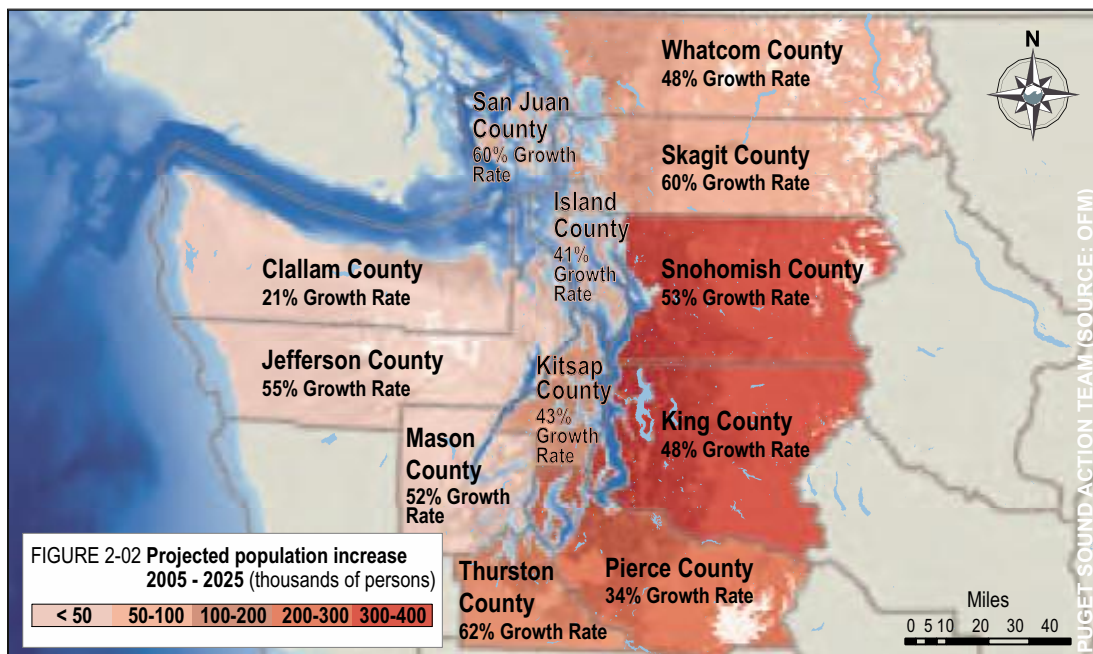 Whatcom County
48% Growth Rate
N
San Juan
County
60% Growth
Rate
Skagit County
60% Growth Rate
Island
County
41%
Growth
Rate
Clallam County
21% Growth Rate
Snohomish County
53% Growth Rate
Jefferson County
55% Growth Rate
Kitsap
County
43%
Growth
Rate
King County
48% Growth Rate
Mason
County
52% Growth
Rate
Thurston
County
62% Growth Rate
Pierce County
34% Growth Rate
FIGURE 2-02 Projected population increase
2005 - 2025 (thousands of persons)
< 50 50-100 100-200 200-300 300-400
Miles
0 5 10 20 30 40
PUGET SOUND ACTION TEAM (SOURCE: OFM)